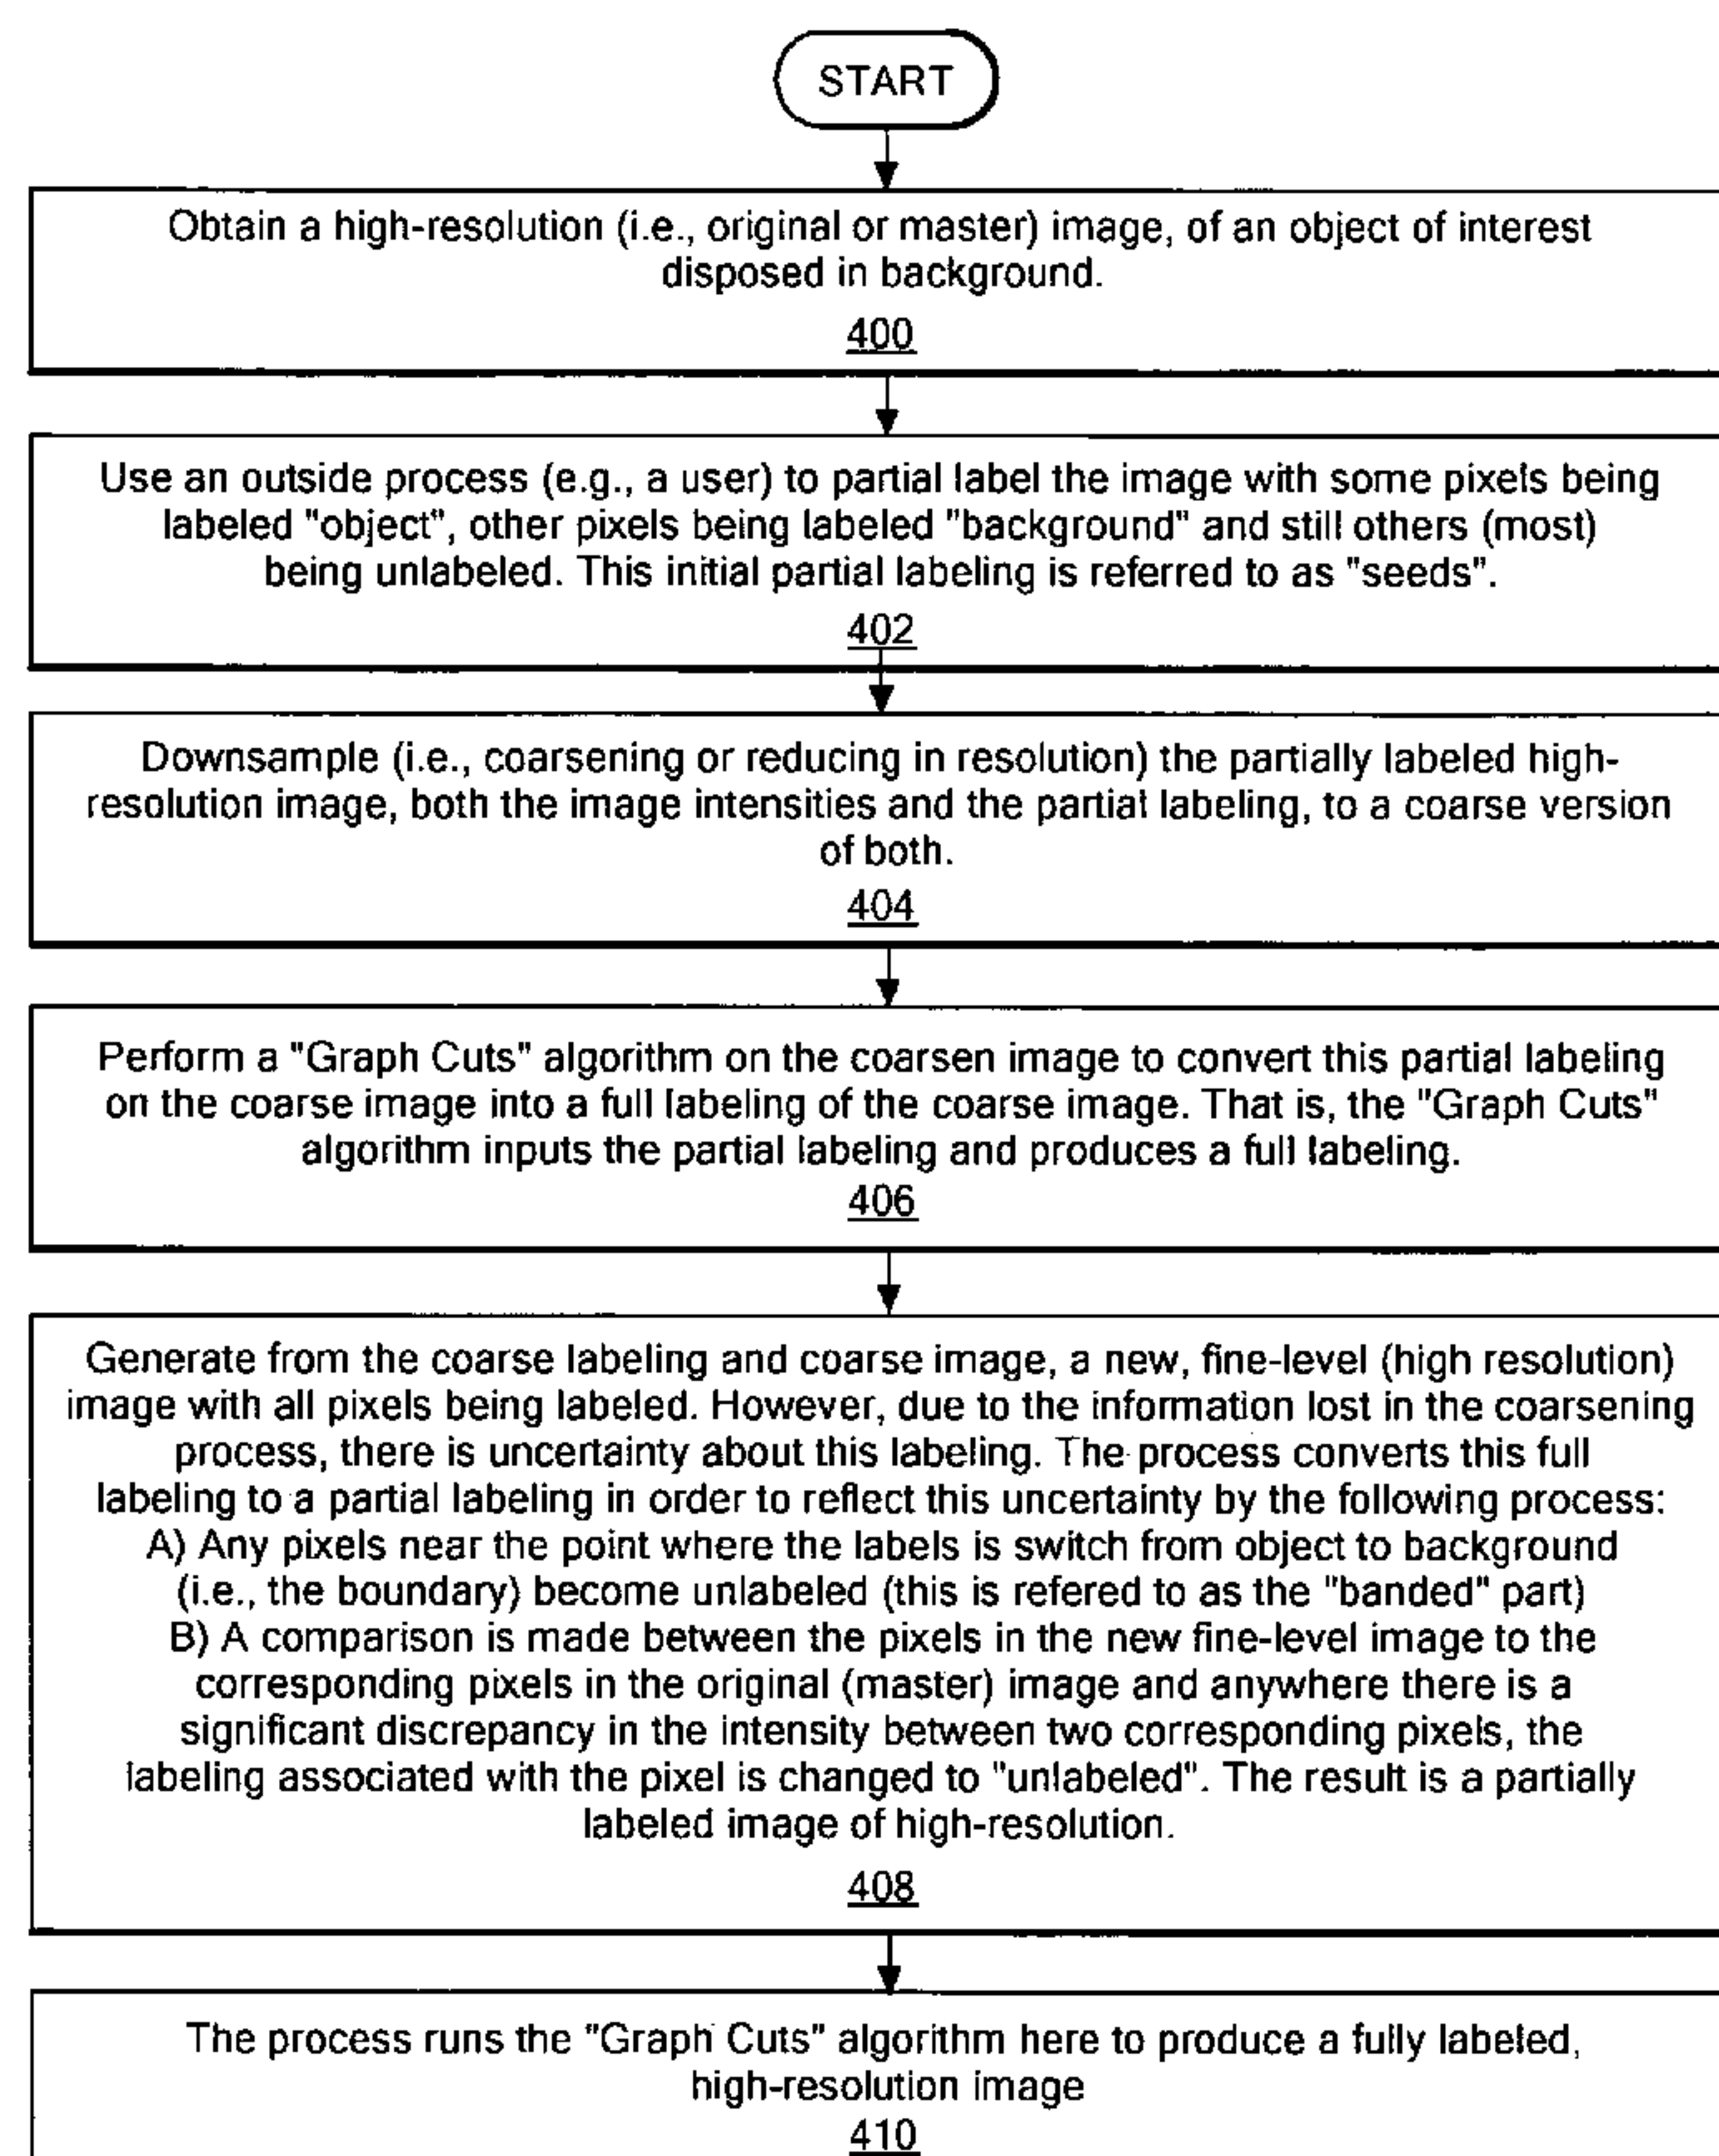 START
Obtain a high-resolution (i.e., original or master) image, of an object of interest
disposed in background.
400
Use an outside process (e.g., a user) to partial label the image with some pixels being
labeled "object", other pixels being labeled "background" and still others (most)
being unlabeled. This initial partial labeling is referred to as "seeds".
402
Downsample (i.e., coarsening or reducing in resolution) the partially labeled high-
resolution image, both the image intensities and the partial labeling, to a coarse version
of both.
404
Perform a "Graph Cuts" algorithm on the coarsen image to convert this partial labeling
on the coarse image into a full labeling of the coarse image. That is, the "Graph Cuts"
algorithm inputs the partial labeling and produces a full labeling.
406
Generate from the coarse labeling and coarse image, a new, fine-level (high resolution)
image with all pixels being labeled. However, due to the information lost in the coarsening
process, there is uncertainty about this labeling. The process converts this full
labeling to a partial labeling in order to reflect this uncertainty by the following process:
A) Any pixels near the point where the labels is switch from object to background
(i.e., the boundary) become unlabeled (this is refered to as the "banded" part)
B) A comparison is made between the pixels in the new fine-level image to the
corresponding pixels in the original (master) image and anywhere there is a
significant discrepancy in the intensity between two corresponding pixels, the
labeling associated with the pixel is changed to "unlabeled". The result is a partially
labeled image of high-resolution.
408
The process runs the "Graph Cuts" algorithm here to produce a fully labeled,
high-resolution image
410